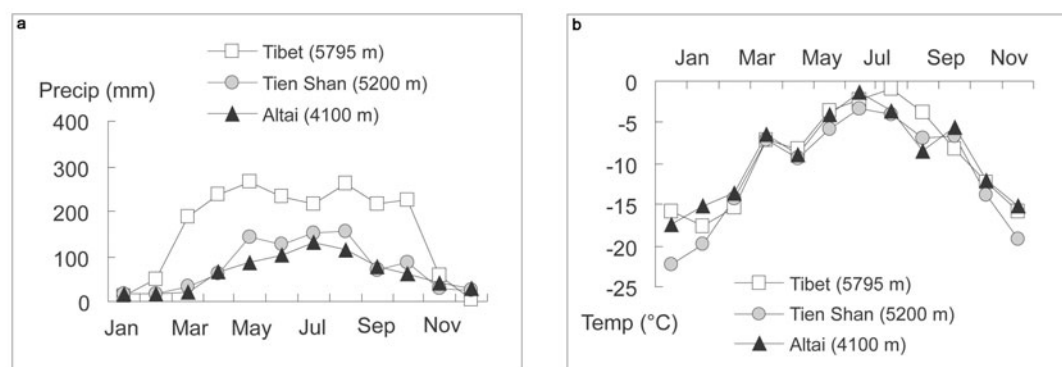 a
Tibet (5795 m)
Tien Shan (5200 m)
Altai (4100 m)
Precip (mm)
400
300
200
100
0
Jan Mar May Jul Sep Nov
b
Jan Mar May Jul Sep Nov
0
-5
-10
-15
-20
-25
Temp (°C)
Tibet (5795 m)
Tien Shan (5200 m)
Altai (4100 m)